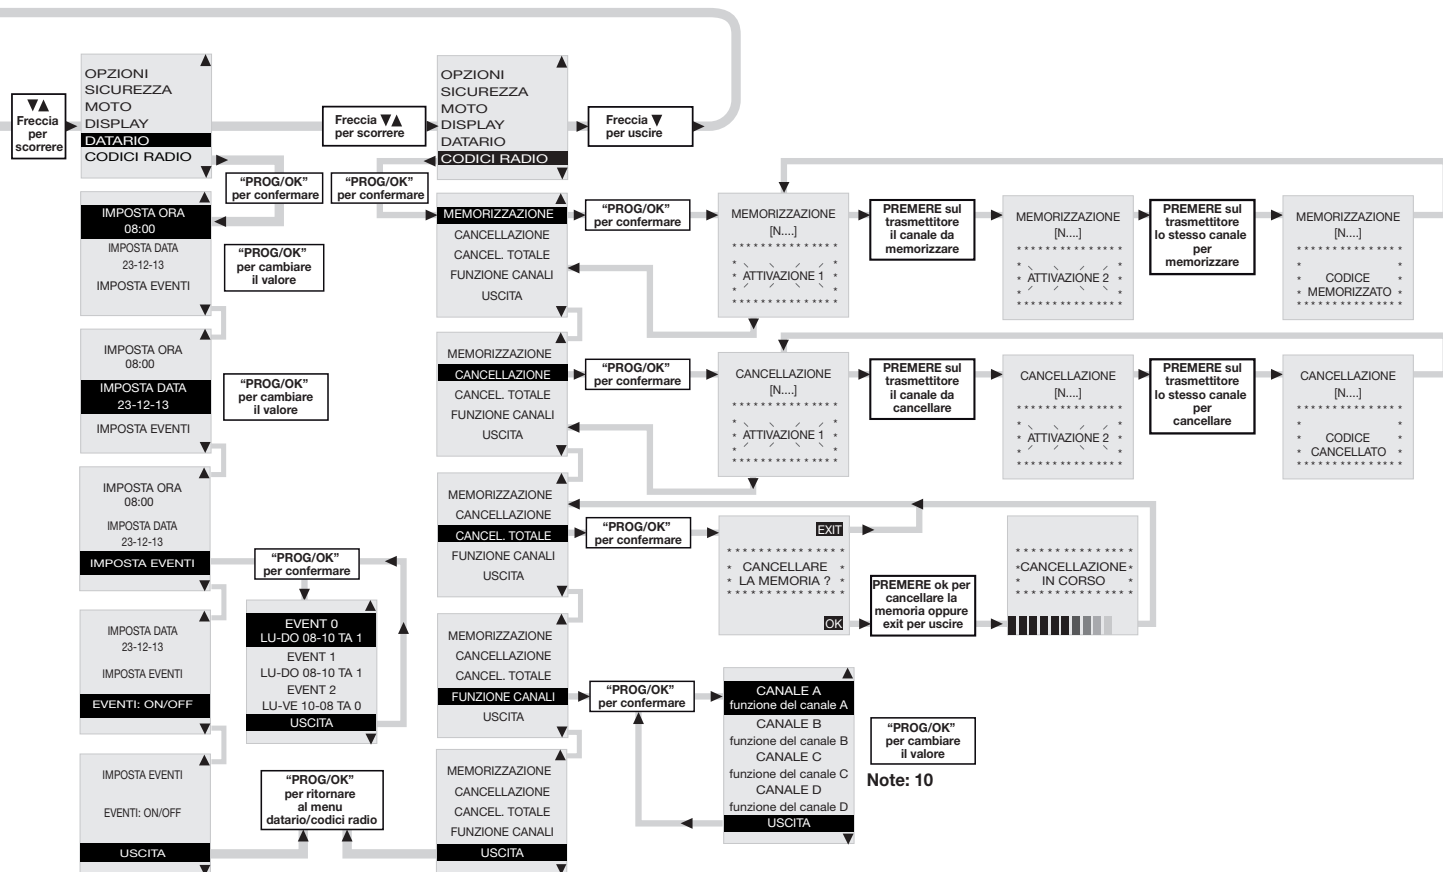 ▼▲
Freccia
per
scorrere
OPZIONI
SICUREZZA
MOTO
DISPLAY
DATARIO
CODICI RADIO
“PROG/OK”
per confermare
IMPOSTA ORA
08:00
IMPOSTA DATA
23-12-13
IMPOSTA EVENTI
“PROG/OK”
per cambiare
il valore
IMPOSTA ORA
08:00
IMPOSTA DATA
23-12-13
IMPOSTA EVENTI
“PROG/OK”
per cambiare
il valore
IMPOSTA ORA
08:00
IMPOSTA DATA
23-12-13
IMPOSTA EVENTI
“PROG/OK”
per confermare
EVENT 0
LU-DO 08-10 TA 1
EVENT 1
LU-DO 08-10 TA 1
EVENT 2
LU-VE 10-08 TA 0
USCITA
IMPOSTA DATA
23-12-13
IMPOSTA EVENTI
EVENTI: ON/OFF
IMPOSTA EVENTI
EVENTI: ON/OFF
USCITA
“PROG/OK”
per ritornare
al menu
datario/codici radio
Freccia ▼▲
per scorrere
OPZIONI
SICUREZZA
MOTO
DISPLAY
DATARIO
CODICI RADIO
Freccia ▼
per uscire
“PROG/OK”
per confermare
MEMORIZZAZIONE
CANCELLAZIONE
CANCEL. TOTALE
FUNZIONE CANALI
USCITA
“PROG/OK”
per confermare
MEMORIZZAZIONE
[N....]
ATTIVAZIONE 1
PREMERE sul
trasmettitore
il canale da
memorizzare
MEMORIZZAZIONE
[N....]
ATTIVAZIONE 2
PREMERE sul
trasmettitore
lo stesso canale
per
memorizzare
MEMORIZZAZIONE
[N....]
CODICE
MEMORIZZATO
MEMORIZZAZIONE
CANCELLAZIONE
CANCEL. TOTALE
FUNZIONE CANALI
USCITA
“PROG/OK”
per confermare
CANCELLAZIONE
[N....]
ATTIVAZIONE 1
PREMERE sul
trasmettitore
il canale da
cancellare
CANCELLAZIONE
[N....]
ATTIVAZIONE 2
PREMERE sul
trasmettitore
lo stesso canale
per
cancellare
CANCELLAZIONE
[N....]
CODICE
CANCELLATO
MEMORIZZAZIONE
CANCELLAZIONE
CANCEL. TOTALE
FUNZIONE CANALI
USCITA
“PROG/OK”
per confermare
EXIT
CANCELLARE
LA MEMORIA ?
OK
PREMERE ok per
cancellare la
memoria oppure
exit per uscire
CANCELLAZIONE
IN CORSO
MEMORIZZAZIONE
CANCELLAZIONE
CANCEL. TOTALE
FUNZIONE CANALI
USCITA
“PROG/OK”
per confermare
CANALE A
funzione del canale A
CANALE B
funzione del canale B
CANALE C
funzione del canale C
CANALE D
funzione del canale D
USCITA
“PROG/OK”
per cambiare
il valore
Note: 10
MEMORIZZAZIONE
CANCELLAZIONE
CANCEL. TOTALE
FUNZIONE CANALI
USCITA